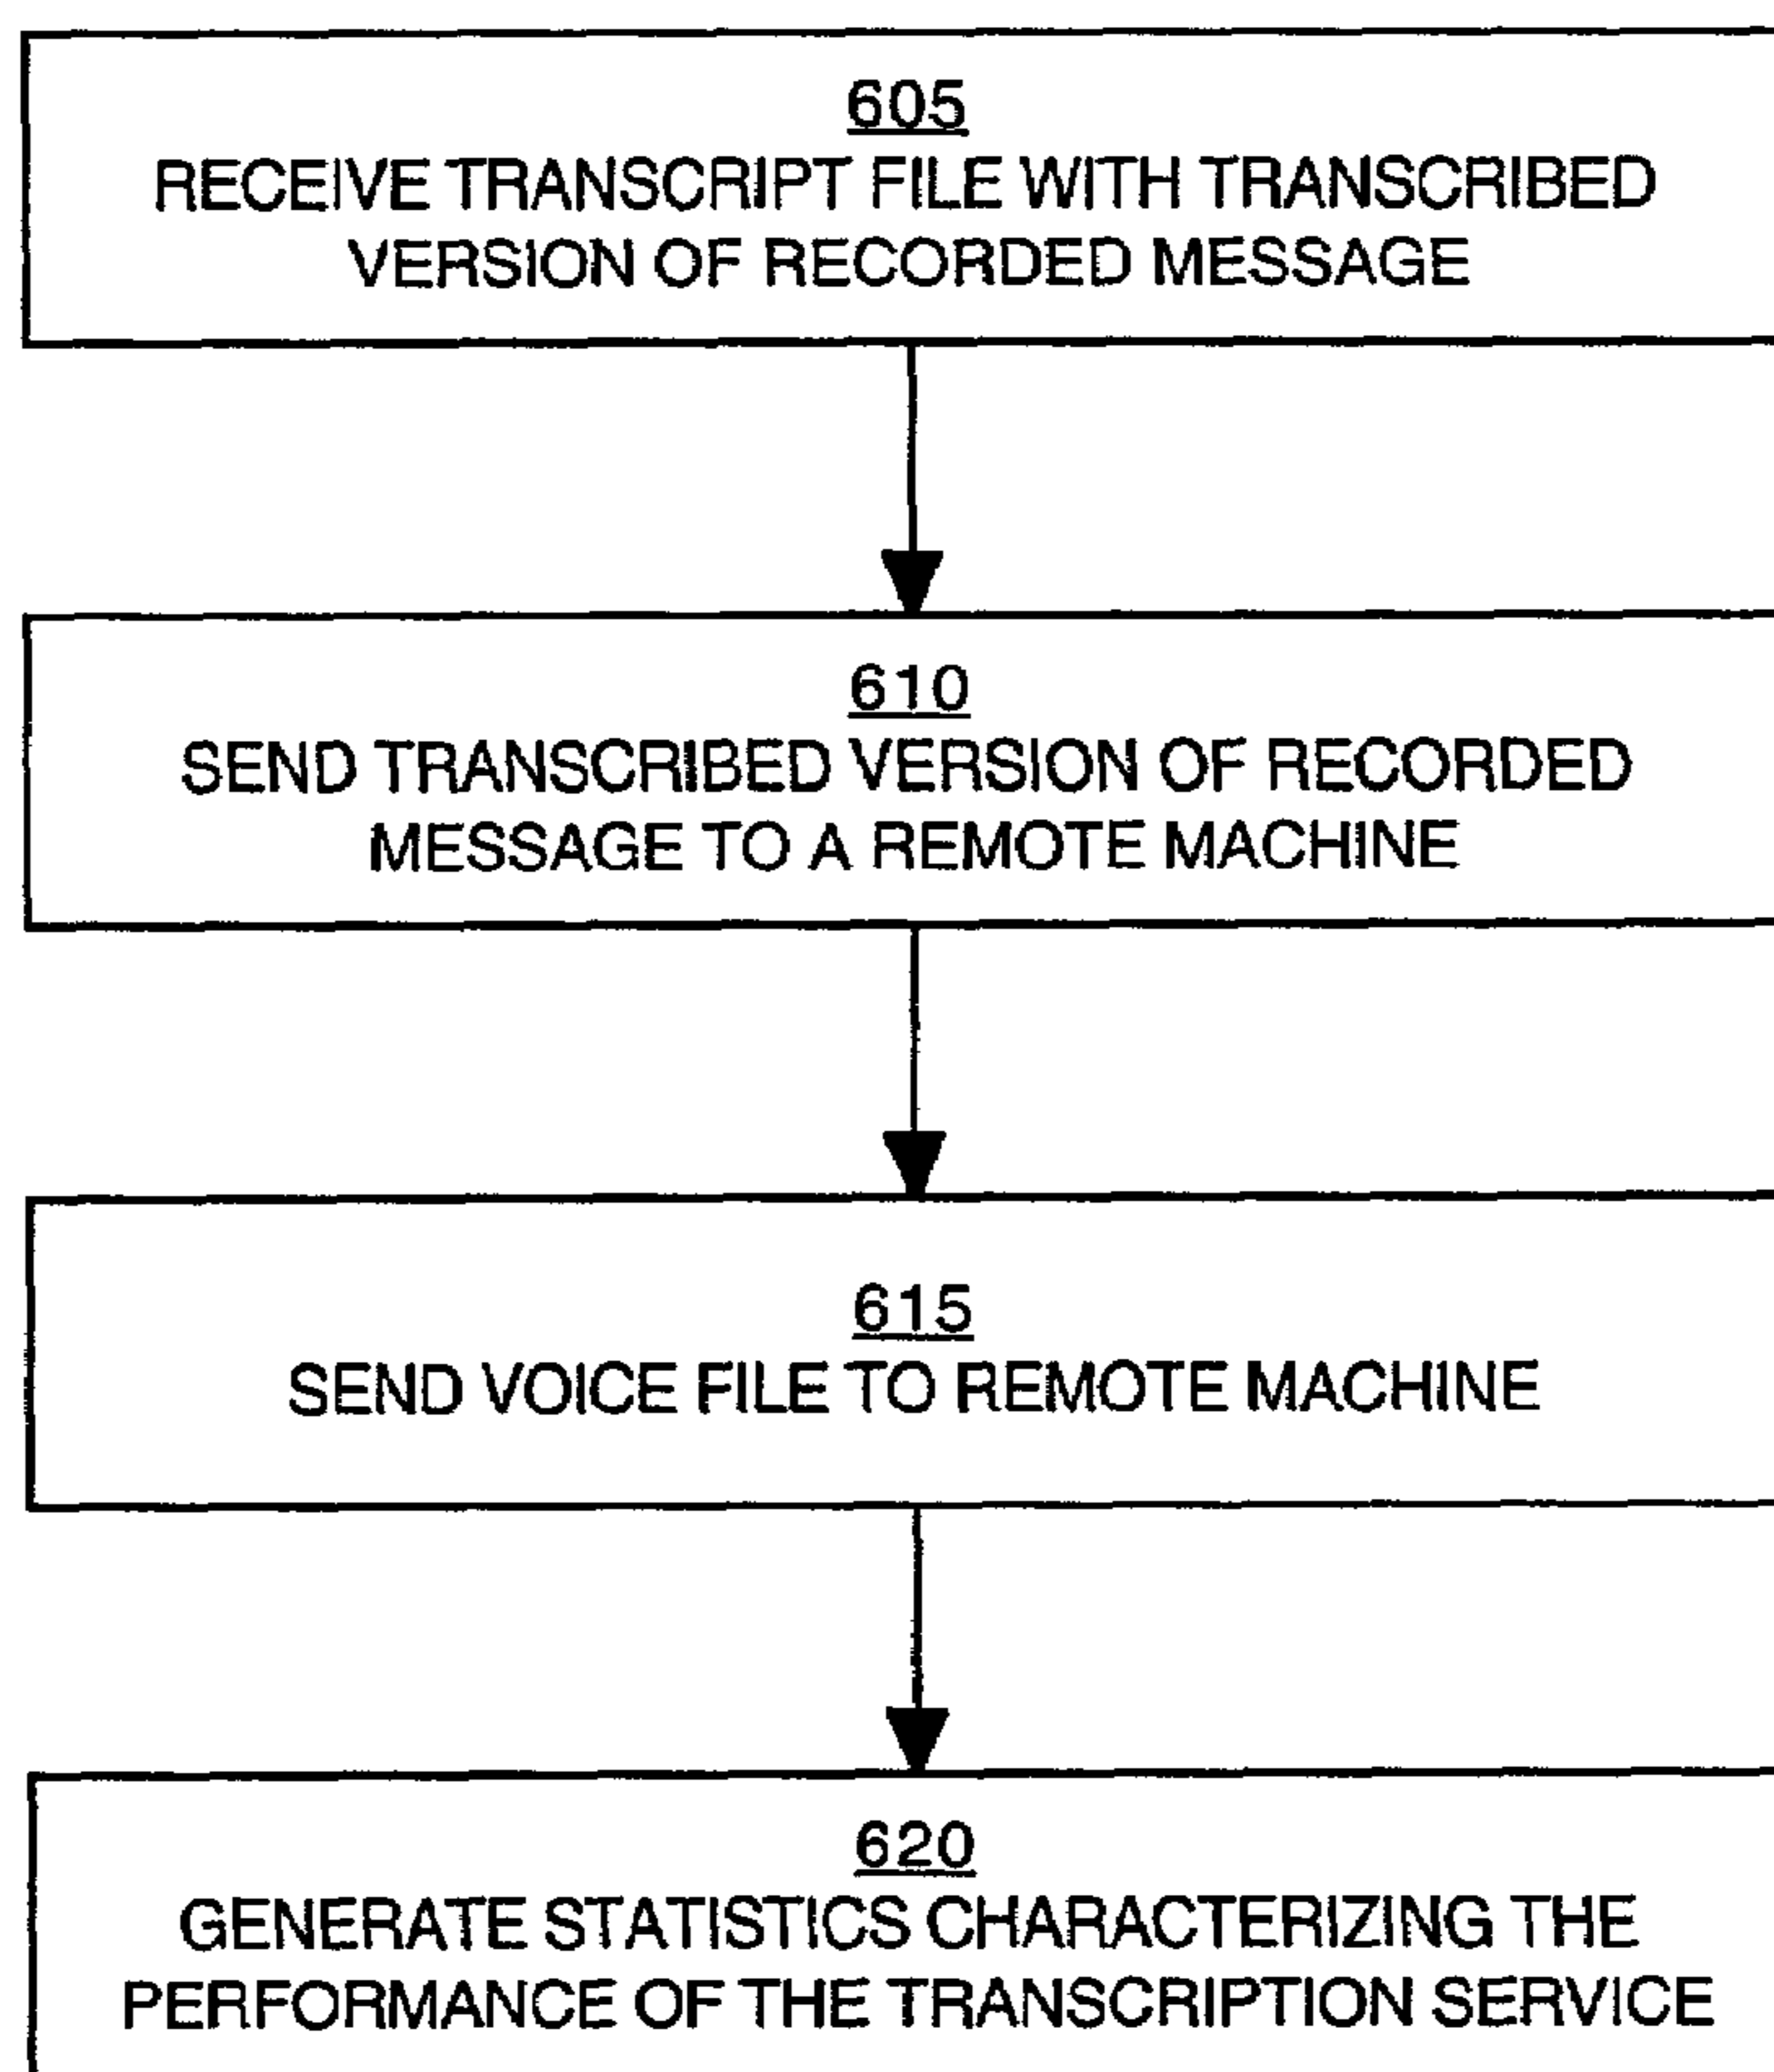 605
RECEIVE TRANSCRIPT FILE WITH TRANSCRIBED
VERSION OF RECORDED MESSAGE
610
SEND TRANSCRIBED VERSION OF RECORDED
MESSAGE TO A REMOTE MACHINE
615
SEND VOICE FILE TO REMOTE MACHINE
620
GENERATE STATISTICS CHARACTERIZING THE
PERFORMANCE OF THE TRANSCRIPTION SERVICE